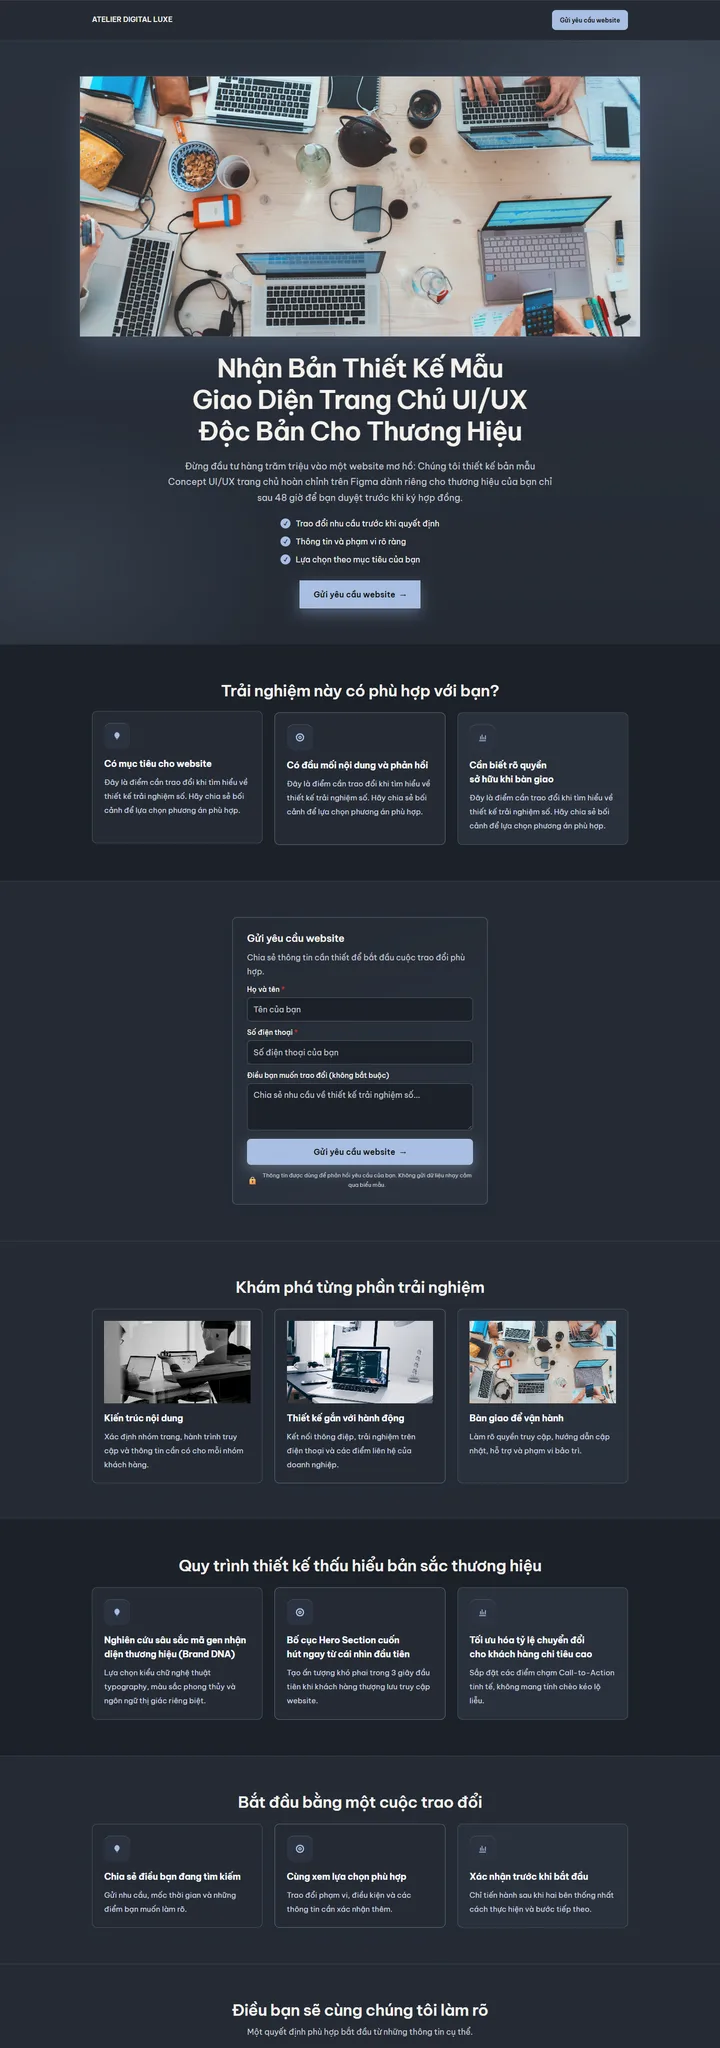 ATELIER DIGITAL LUXE
Gửi yêu cầu website
Nhận Bản Thiết Kế Mẫu
Giao Diện Trang Chủ UI/UX
Độc Bản Cho Thương Hiệu
Đừng đầu tư hàng trăm triệu vào một website mơ hồ: Chúng tôi thiết kế bản mẫu
Concept UI/UX trang chủ hoàn chỉnh trên Figma dành riêng cho thương hiệu của bạn chỉ
sau 48 giờ để bạn duyệt trước khi ký hợp đồng.
Trao đổi nhu cầu trước khi quyết định
Thông tin và phạm vi rõ ràng
Lựa chọn theo mục tiêu của bạn
Gửi yêu cầu website →
Trải nghiệm này có phù hợp với bạn?
Có mục tiêu cho website
Đây là điểm cần trao đổi khi tìm hiểu về
thiết kế trải nghiệm số. Hãy chia sẻ bối
cảnh để lựa chọn phương án phù hợp.
Có đầu mối nội dung và phản hồi
Đây là điểm cần trao đổi khi tìm hiểu về
thiết kế trải nghiệm số. Hãy chia sẻ bối
cảnh để lựa chọn phương án phù hợp.
Cần biết rõ quyền
sở hữu khi bàn giao
Đây là điểm cần trao đổi khi tìm hiểu về
thiết kế trải nghiệm số. Hãy chia sẻ bối
cảnh để lựa chọn phương án phù hợp.
Gửi yêu cầu website
Chia sẻ thông tin cần thiết để bắt đầu cuộc trao đổi phù
hợp.
Họ và tên *
Tên của bạn
Số điện thoại *
Số điện thoại của bạn
Điều bạn muốn trao đổi (không bắt buộc)
Chia sẻ nhu cầu về thiết kế trải nghiệm số...
Gửi yêu cầu website →
Thông tin được dùng để phản hồi yêu cầu của bạn. Không gửi dữ liệu nhạy cảm
qua biểu mẫu.
Khám phá từng phần trải nghiệm
Kiến trúc nội dung
Xác định nhóm trang, hành trình truy
cập và thông tin cần có cho mỗi nhóm
khách hàng.
Thiết kế gắn với hành động
Kết nối thông điệp, trải nghiệm trên
điện thoại và các điểm liên hệ của
doanh nghiệp.
Bàn giao để vận hành
Làm rõ quyền truy cập, hướng dẫn cập
nhật, hỗ trợ và phạm vi bảo trì.
Quy trình thiết kế thấu hiểu bản sắc thương hiệu
Nghiên cứu sâu sắc mã gen nhận
diện thương hiệu (Brand DNA)
Lựa chọn kiểu chữ nghệ thuật
typography, màu sắc phong thủy và
ngôn ngữ thị giác riêng biệt.
Bố cục Hero Section cuốn
hút ngay từ cái nhìn đầu tiên
Tạo ấn tượng khó phai trong 3 giây đầu
tiên khi khách hàng thượng lưu truy cập
website.
Tối ưu hóa tỷ lệ chuyển đổi
cho khách hàng chi tiêu cao
Sắp đặt các điểm chạm Call-to-Action
tinh tế, không mang tính chèo kéo lộ
liễu.
Bắt đầu bằng một cuộc trao đổi
Chia sẻ điều bạn đang tìm kiếm
Gửi nhu cầu, mốc thời gian và những
điểm bạn muốn làm rõ.
Cùng xem lựa chọn phù hợp
Trao đổi phạm vi, điều kiện và các
thông tin cần xác nhận thêm.
Xác nhận trước khi bắt đầu
Chỉ tiến hành sau khi hai bên thống nhất
cách thực hiện và bước tiếp theo.
Điều bạn sẽ cùng chúng tôi làm rõ
Một quyết định phù hợp bắt đầu từ những thông tin cụ thể.